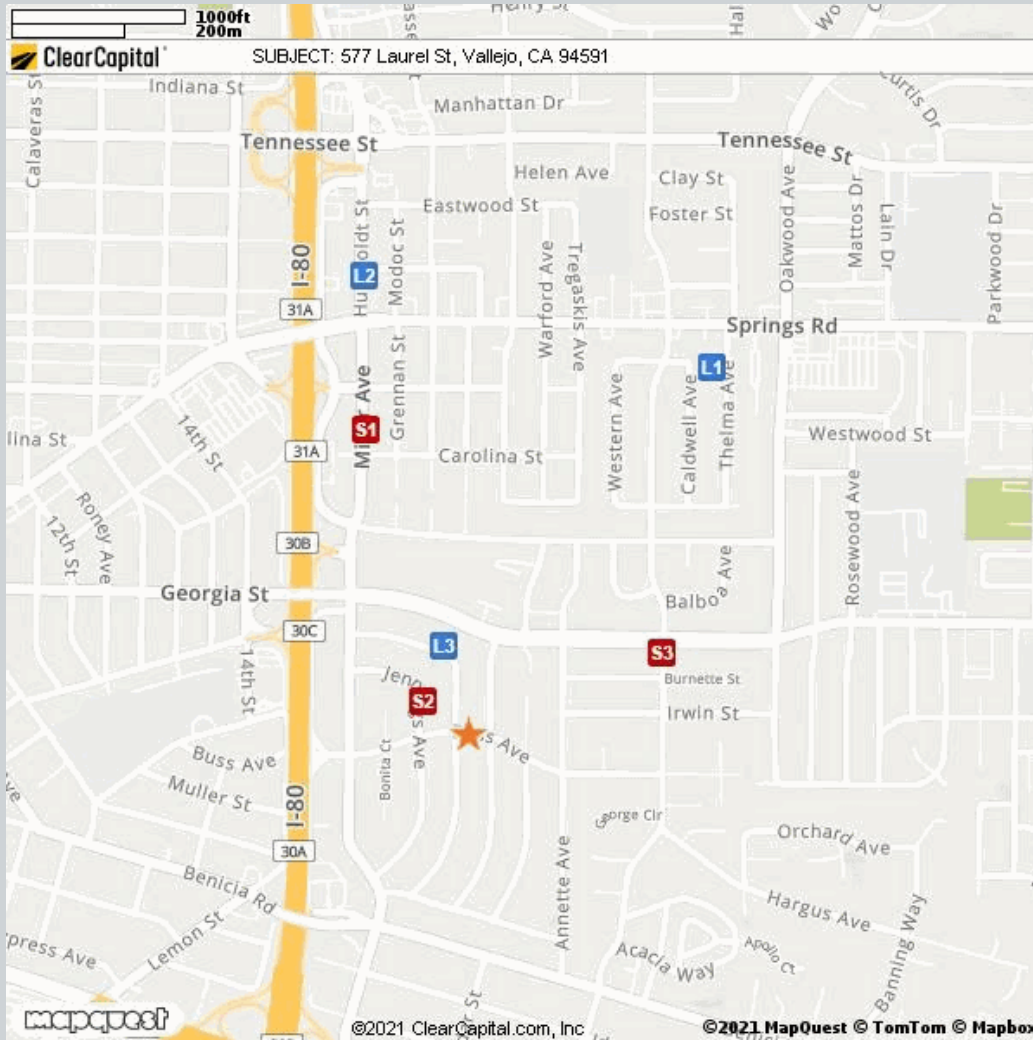 1000ft
200m
ClearCapital
SUBJECT: 577 Laurel St, Vallejo, CA 94591
Indiana St
Manhattan Dr
Curtis Dr
Calaveras St
Tennessee St
Tennessee St
Helen Ave
Clay St
Eastwood St
Foster St
Oakwood Ave
Mattos Dr
Lain Dr
Parkwood Dr
Modoc St
Warford Ave
Tregaskis Ave
I-80
L2
31A
Springs Rd
Grennan St
L1
Western Ave
Caldwell Ave
Thelma Ave
S1
14th St
31A
Carolina St
Westwood St
Roney Ave
12th St
Rosewood Ave
30B
Balboa Ave
Georgia St
30C
L3
S3
14th St
Burnette St
S2
Irwin St
Buss Ave
Bonita Ct
Muller St
I-80
George Cir
Orchard Ave
30A
Annette Ave
Benicia Rd
Hargus Ave
Banning Way
Lemon St
Acacia Way
Apollo Ct
mapquest
©2021 ClearCapital.com, Inc
©2021 MapQuest © TomTom © Mapbox